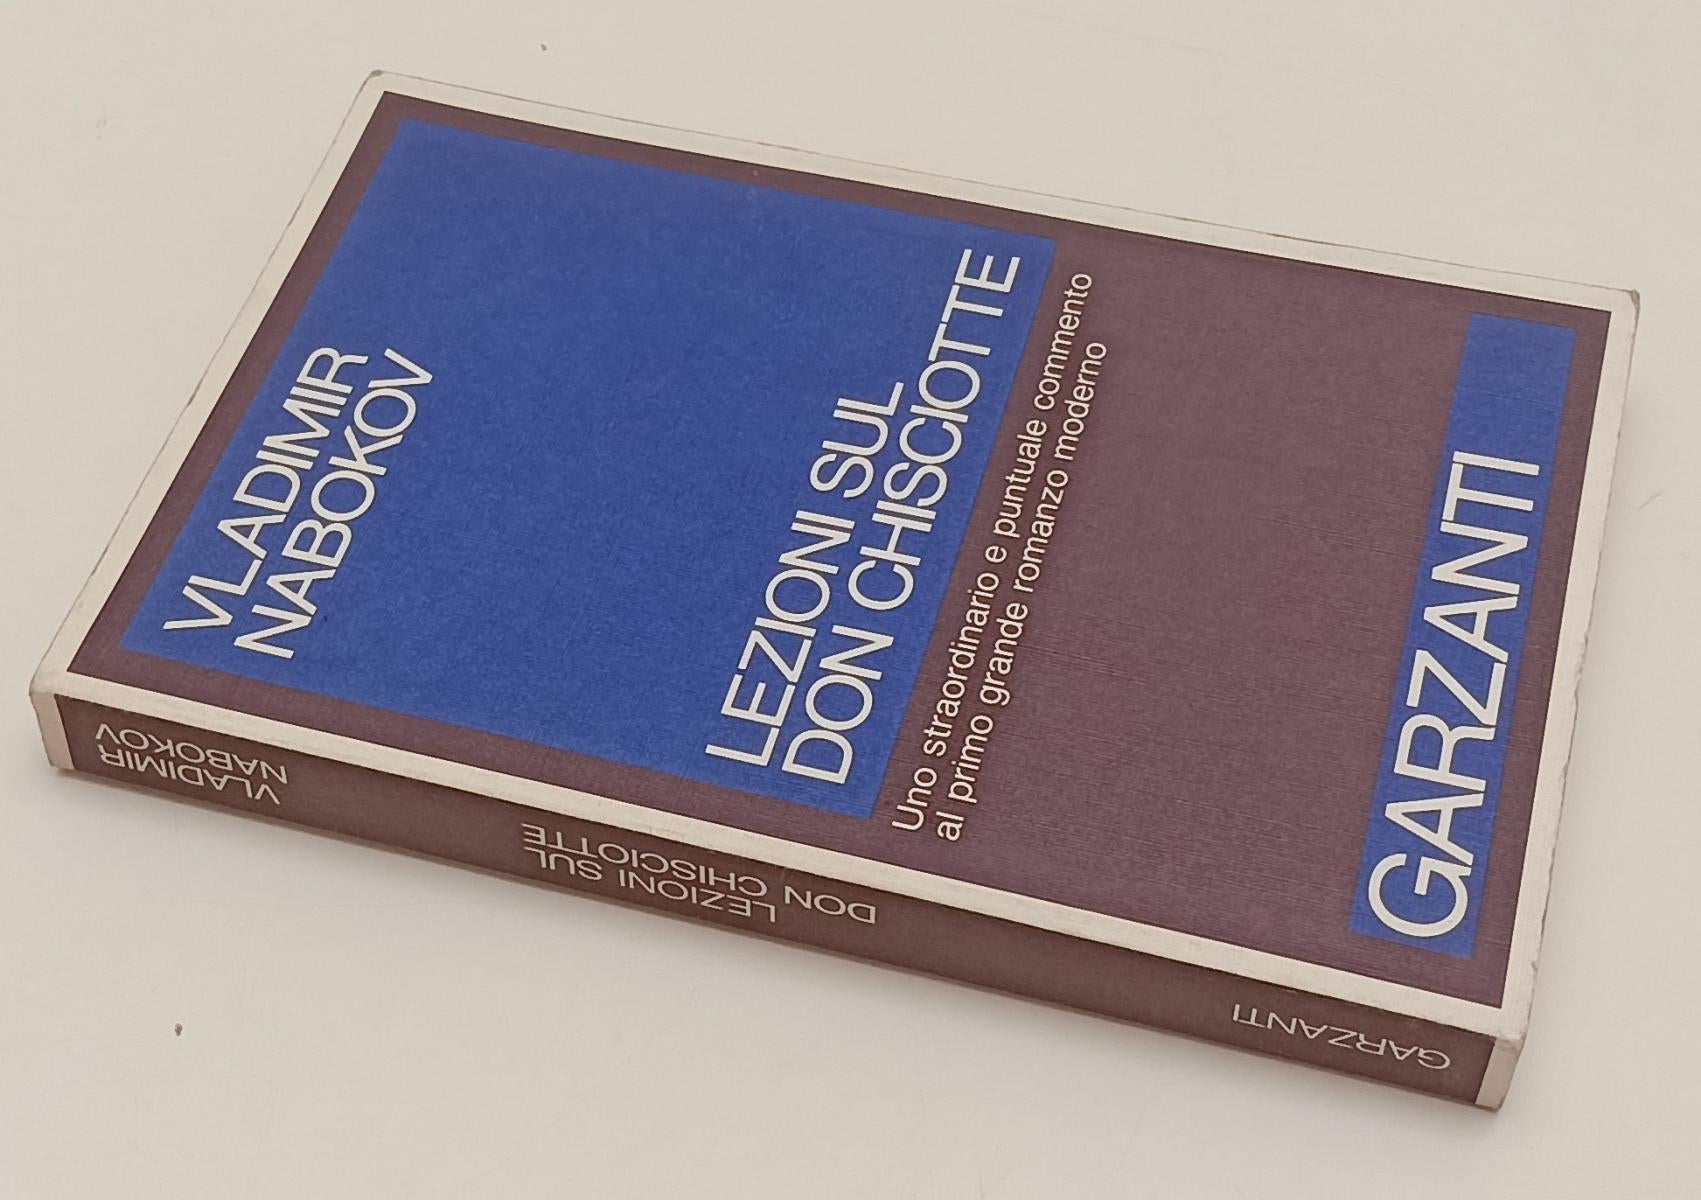 VLADIMIR
NABOKOV
LEZIONI SUL
DON CHISCIOTTE
Uno straordinario e puntuale commento
al primo grande romanzo moderno
GARZANTI
VLADIMIR
NABOKOV
LEZIONI SUL
DON CHISCIOTTE
GARZANTI